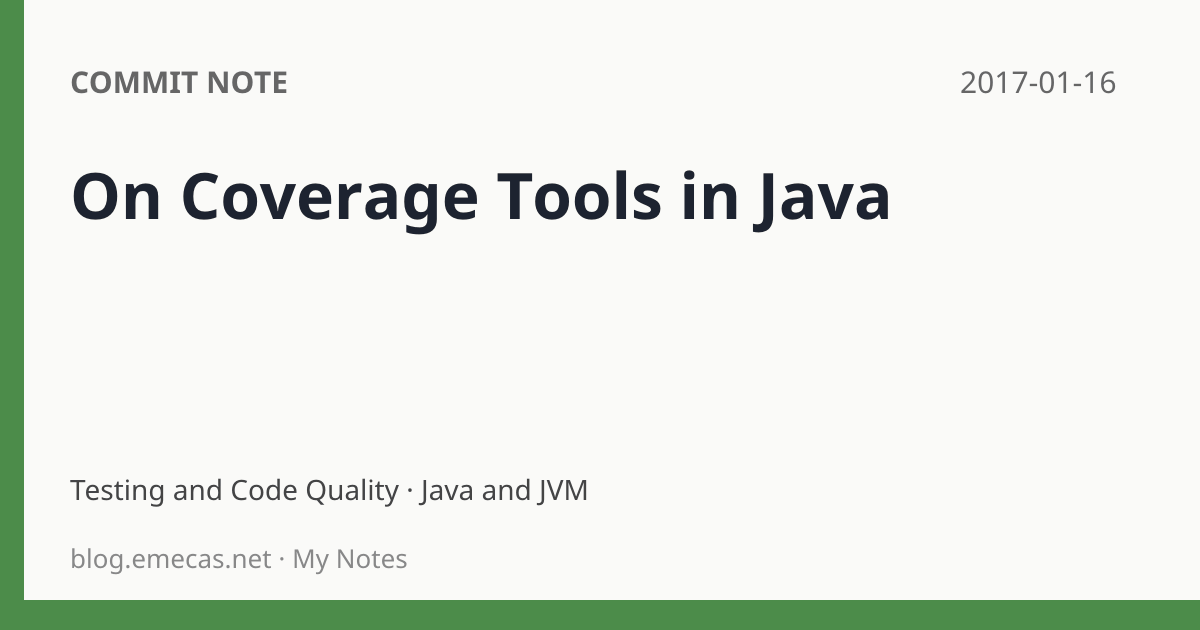 COMMIT NOTE
2017-01-16
On Coverage Tools in Java
Testing and Code Quality · Java and JVM
blog.emecas.net · My Notes